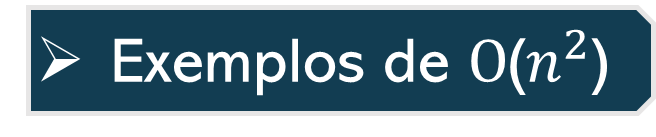 ➢ Exemplos de O(n²)